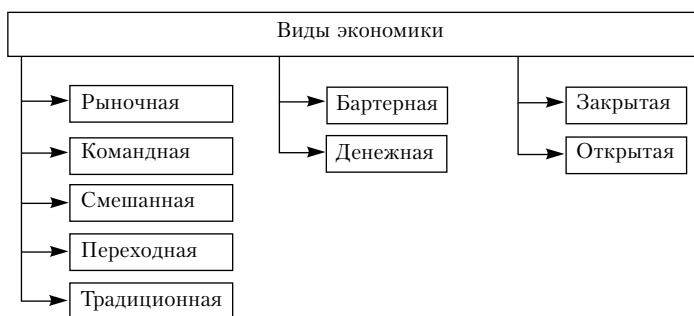 Виды экономики
Рыночная
Командная
Смешанная
Переходная
Традиционная
Бартерная
Денежная
Закрытая
Открытая